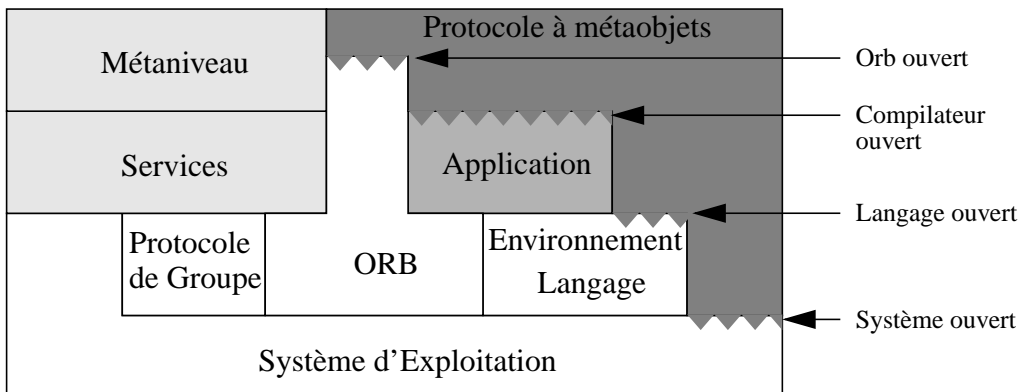 Protocole à métaobjets
Métaniveau
Orb ouvert
Compilateur
ouvert
Services
Application
Langage ouvert
Protocole
de Groupe
ORB
Environnement
Langage
Système ouvert
Système d’Exploitation